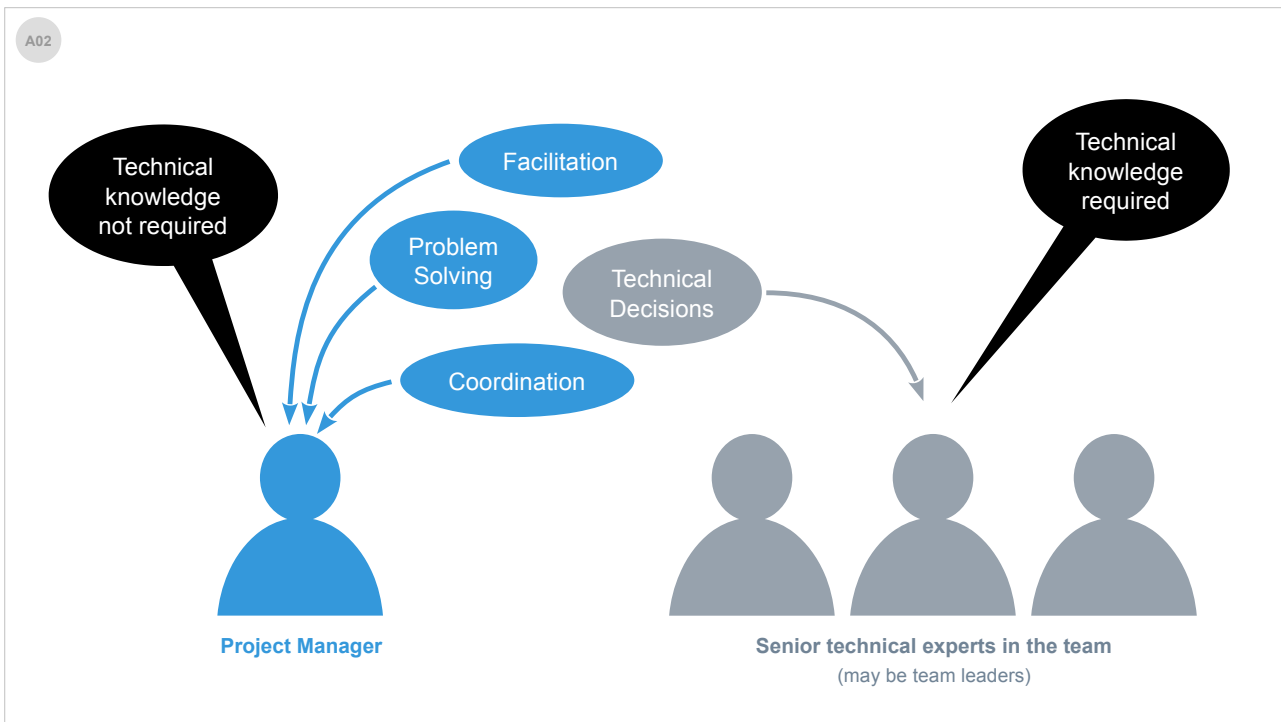 A02
Technical
knowledge
not required
Facilitation
Problem
Solving
Coordination
Technical
Decisions
Technical
knowledge
required
Project Manager
Senior technical experts in the team
(may be team leaders)